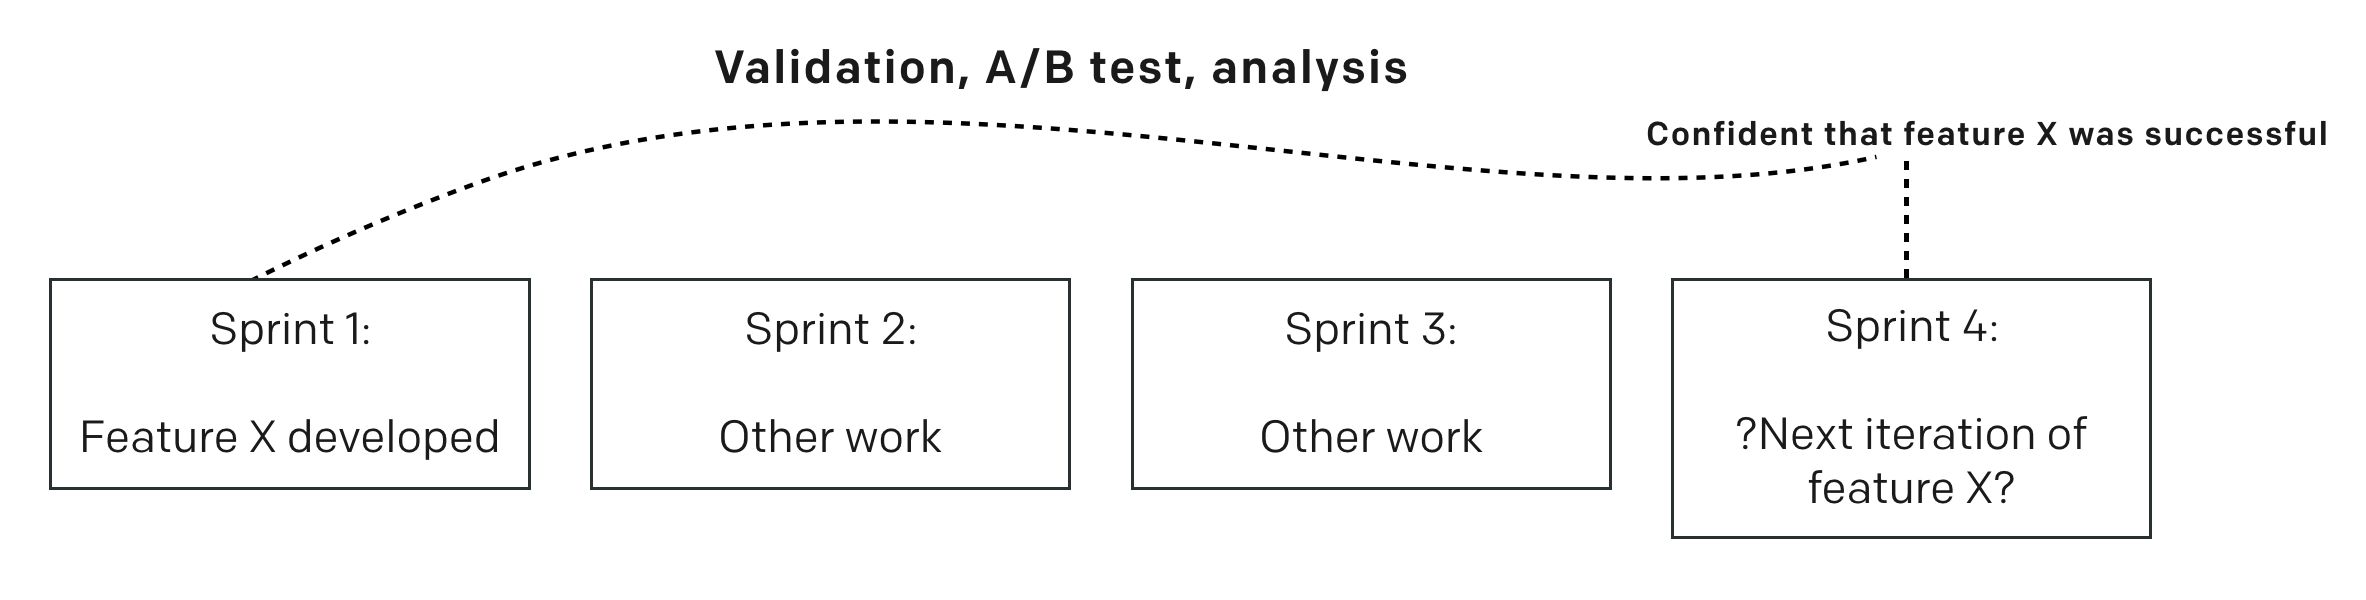 Validation, A/B test, analysis
Confident that feature X was successful
Sprint 1:
Feature X developed
Sprint 2:
Other work
Sprint 3:
Other work
Sprint 4:
?Next iteration of
feature X?